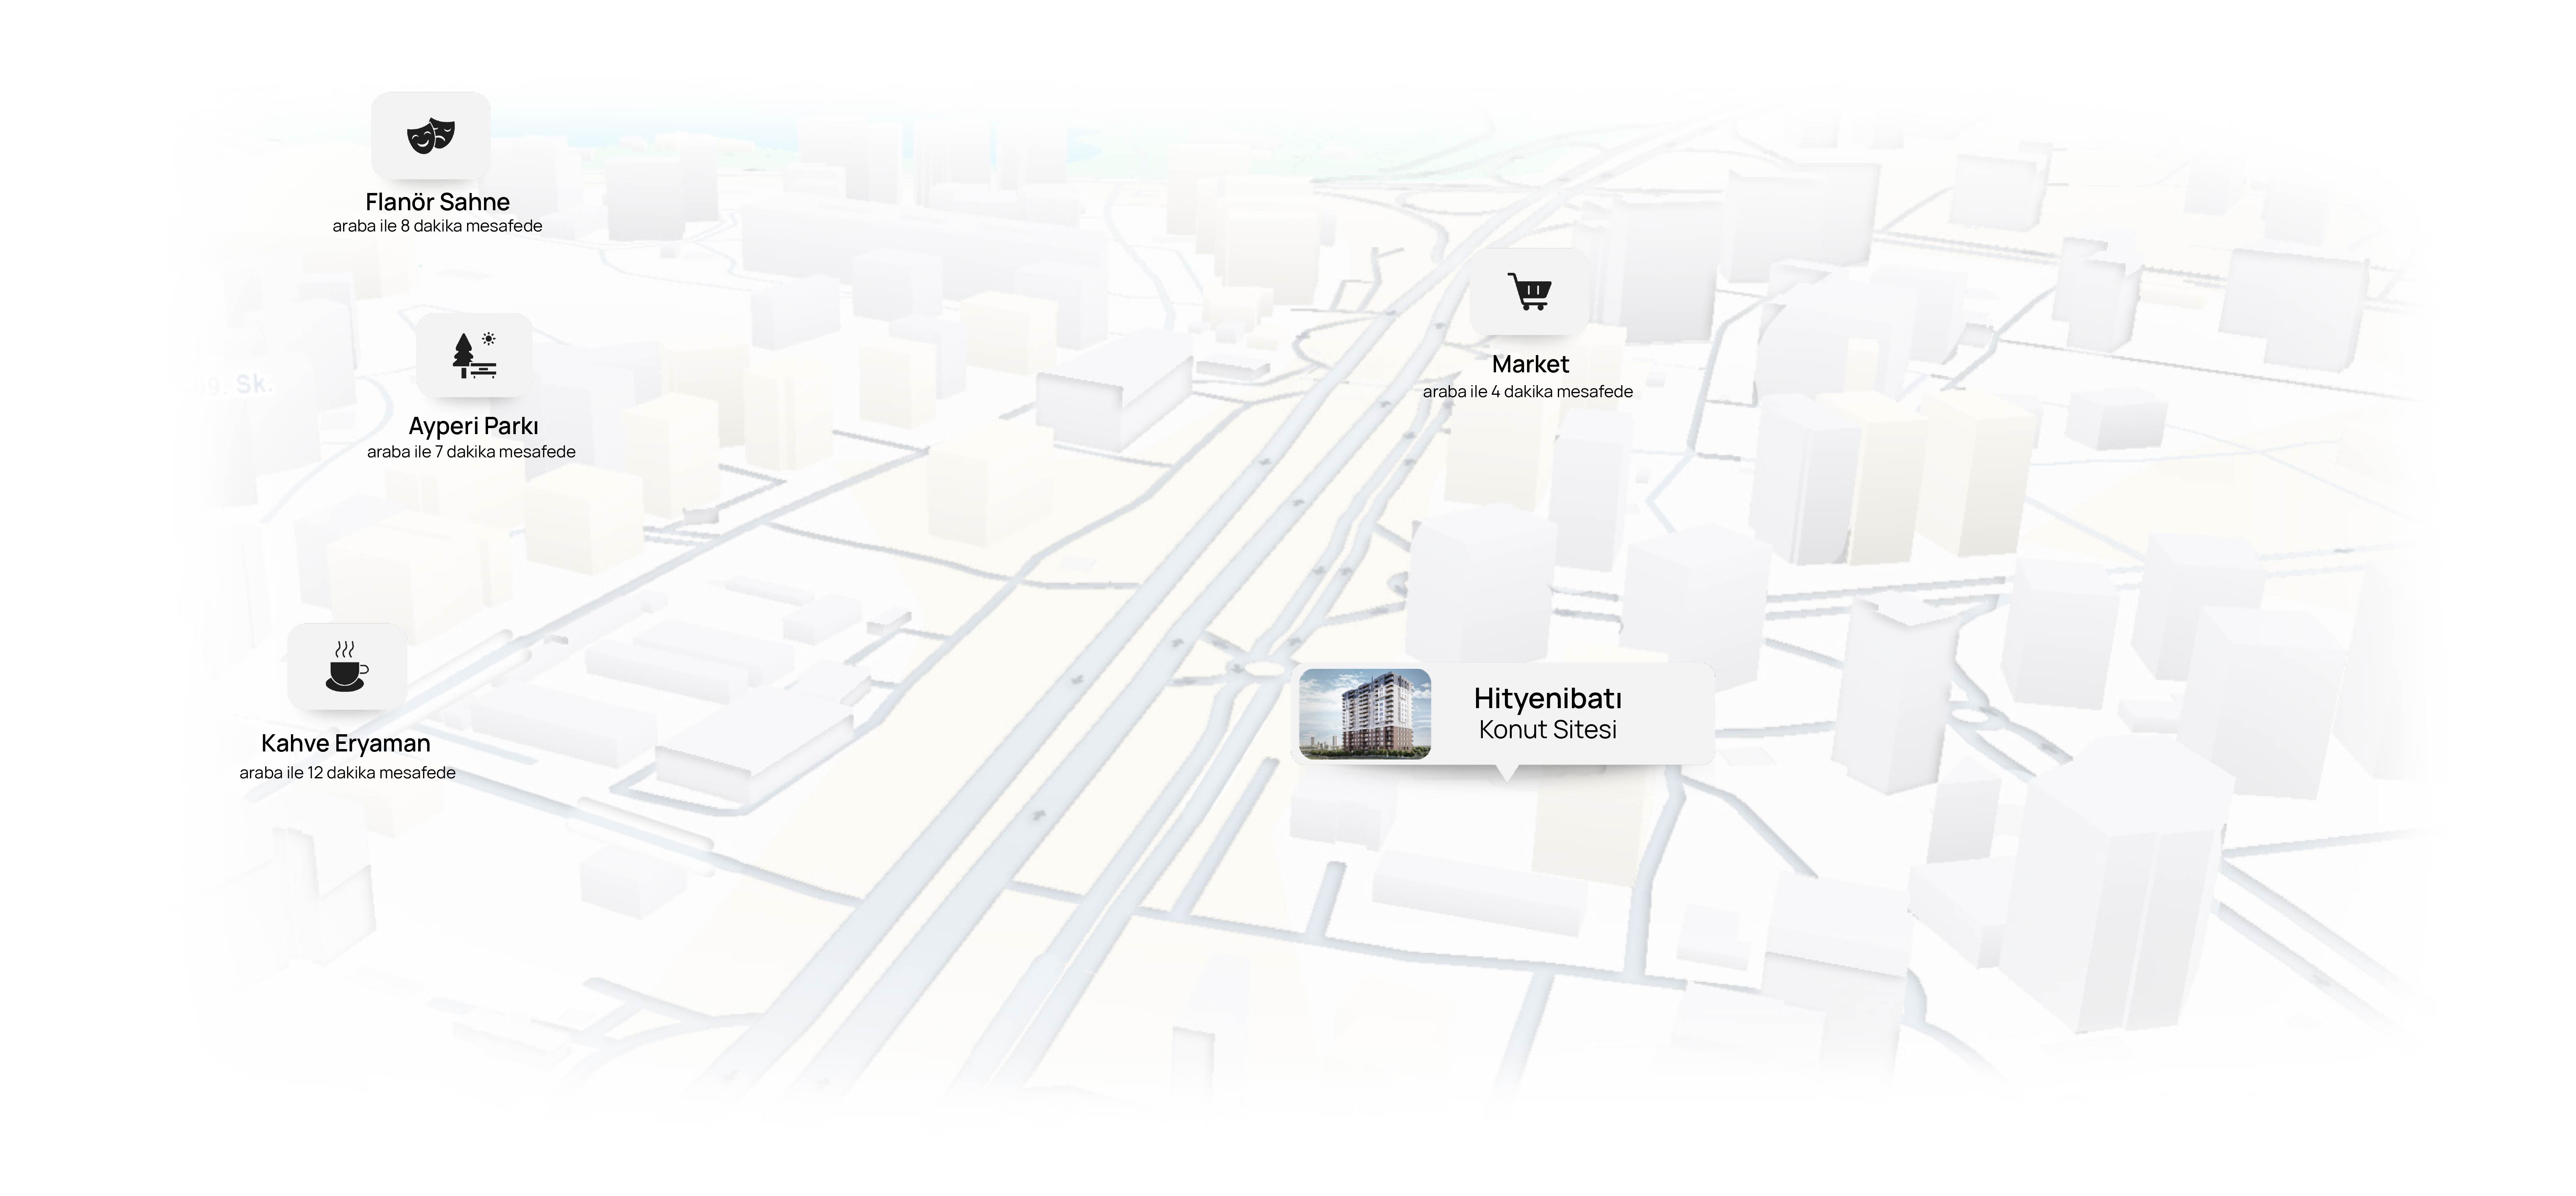 Flanör Sahne
araba ile 8 dakika mesafede
Market
araba ile 4 dakika mesafede
Ayperi Parkı
araba ile 7 dakika mesafede
Sk.
Kahve Eryaman
araba ile 12 dakika mesafede
Hityenibatı
Konut Sitesi